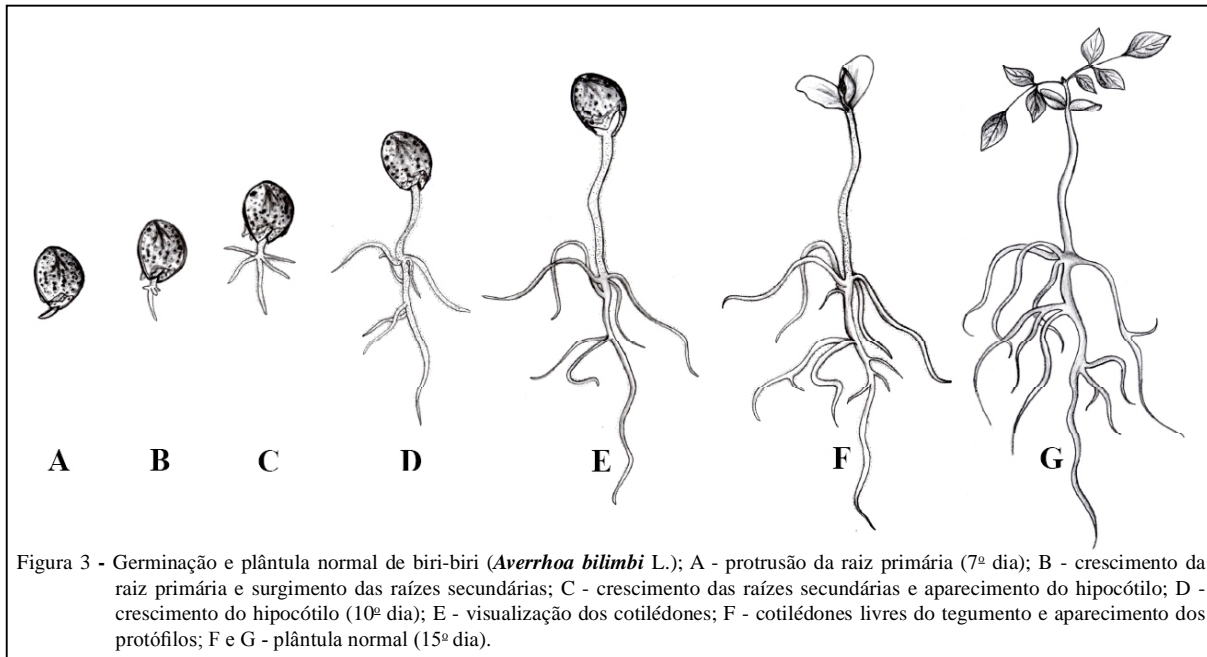 A B C D E F G
Figura 3 - Germinação e plântula normal de biri-biri (Averrhoa bilimbi L.); A - protrusão da raiz primária (7º dia); B - crescimento da
raiz primária e surgimento das raízes secundárias; C - crescimento das raízes secundárias e aparecimento do hipocótilo; D -
crescimento do hipocótilo (10º dia); E - visualização dos cotilédones; F - cotilédones livres do tegumento e aparecimento dos
protófilos; F e G - plântula normal (15º dia).